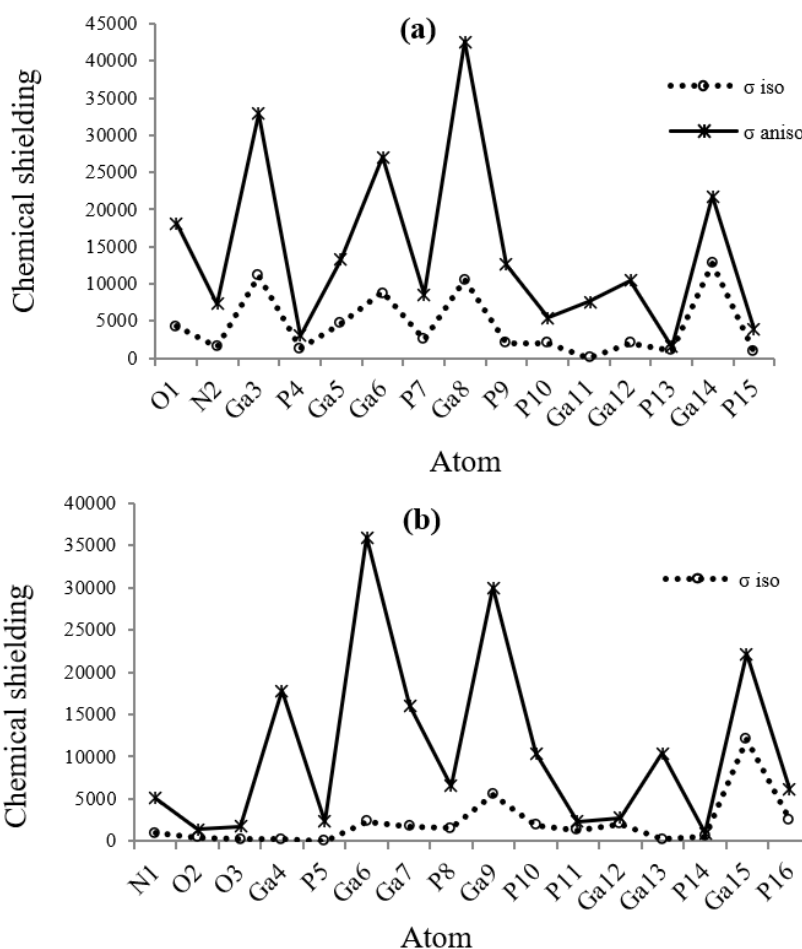 (a)
Chemical shielding
45000
40000
35000
30000
25000
20000
15000
10000
5000
0
σ iso
σ aniso
O1 N2 Ga3 P4 Ga5 Ga6 P7 Ga8 P9 P10 Ga11 Ga12 P13 Ga14 P15
Atom
(b)
Chemical shielding
40000
35000
30000
25000
20000
15000
10000
5000
0
σ iso
N1 O2 O3 Ga4 P5 Ga6 Ga7 P8 Ga9 P10 P11 Ga12 Ga13 P14 Ga15 P16
Atom